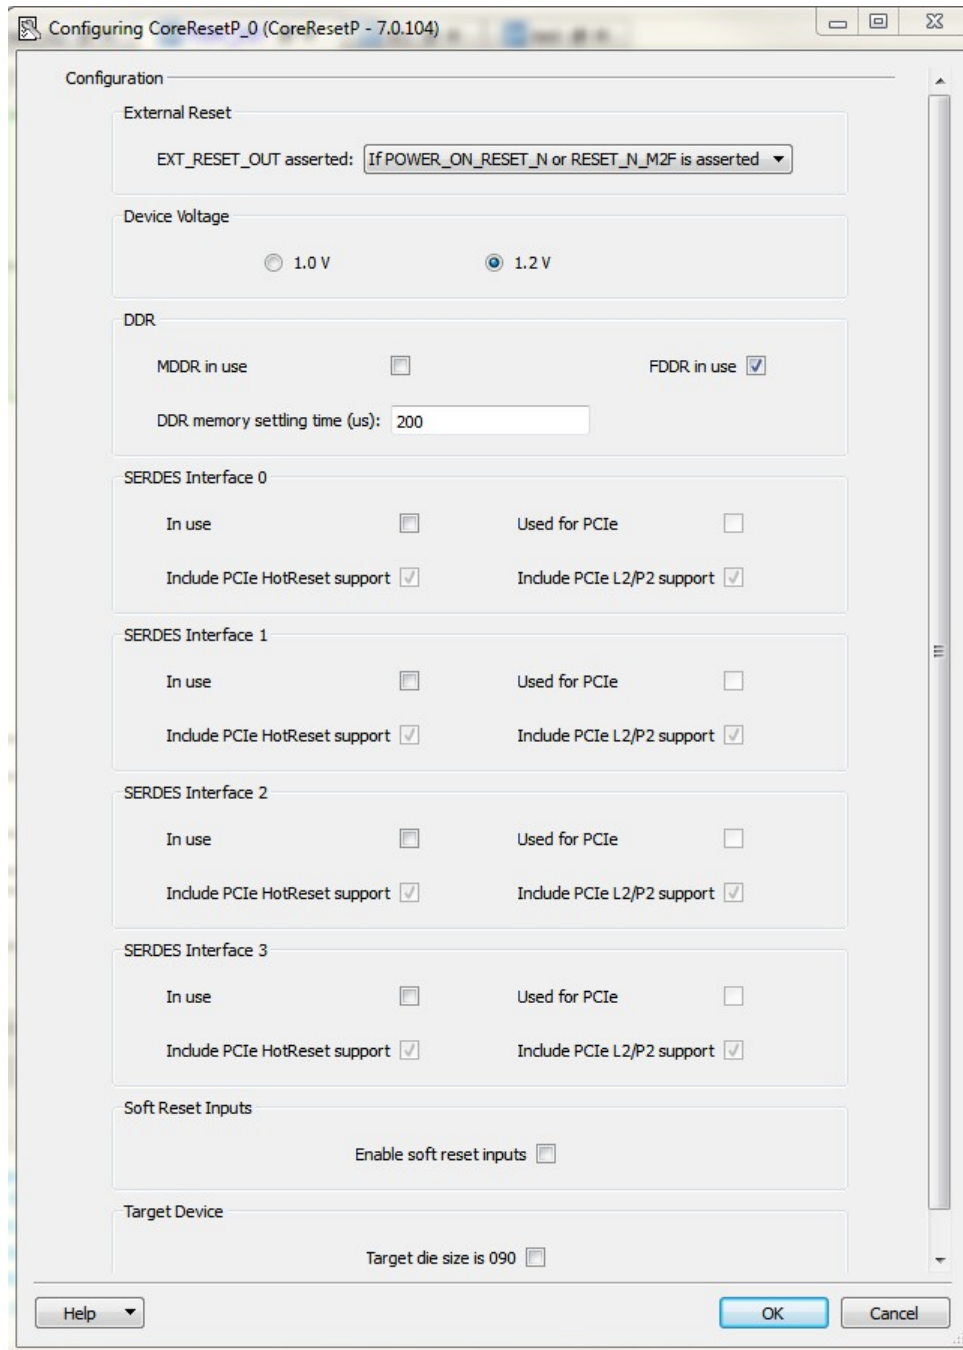 Configuring CoreResetP_0 (CoreResetP - 7.0.104)
Configuration
External Reset
EXT_RESET_OUT asserted: If POWER_ON_RESET_N or RESET_N_M2F is asserted
Device Voltage
1.0 V 1.2 V
DDR
MDDR in use FDDR in use
DDR memory settling time (us): 200
SERDES Interface 0
In use Used for PCIe
Include PCIe HotReset support Include PCIe L2/P2 support
SERDES Interface 1
In use Used for PCIe
Include PCIe HotReset support Include PCIe L2/P2 support
SERDES Interface 2
In use Used for PCIe
Include PCIe HotReset support Include PCIe L2/P2 support
SERDES Interface 3
In use Used for PCIe
Include PCIe HotReset support Include PCIe L2/P2 support
Soft Reset Inputs
Enable soft reset inputs
Target Device
Target die size is 090
Help OK Cancel